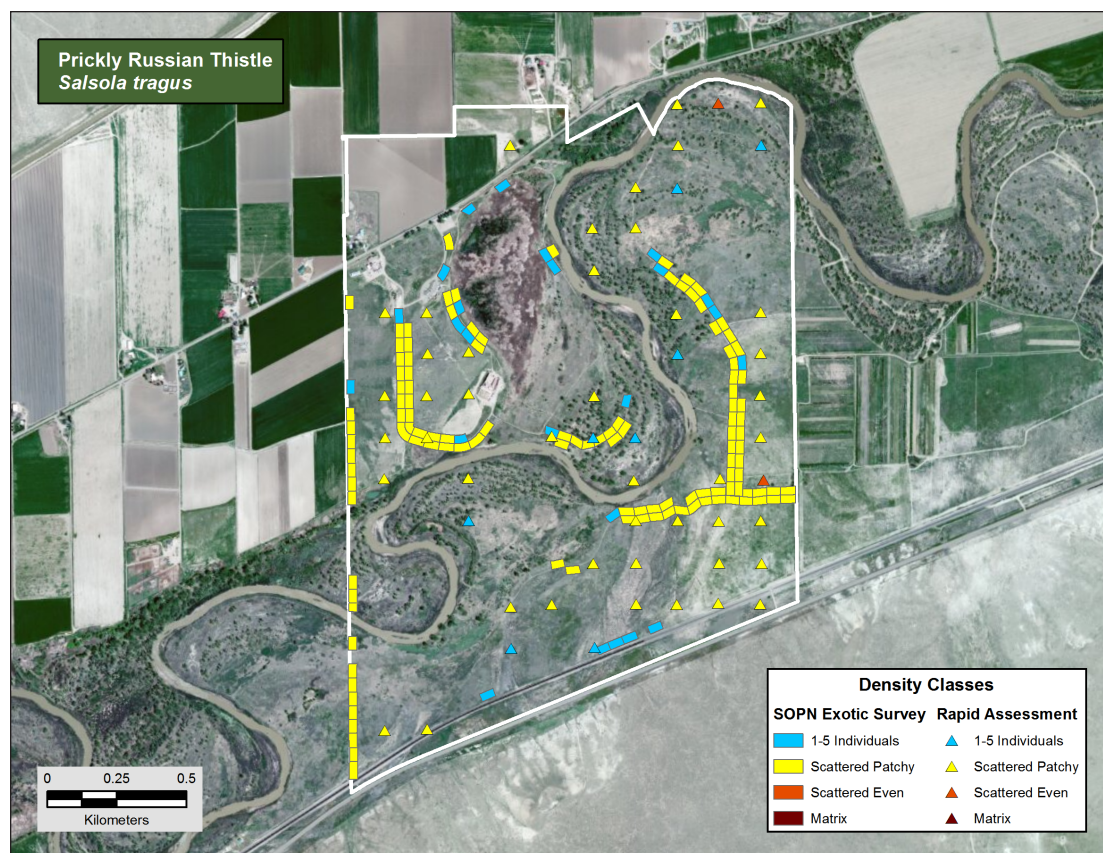 Prickly Russian Thistle
Salsola tragus
Density Classes
SOPN Exotic Survey Rapid Assessment
1-5 Individuals 1-5 Individuals
Scattered Patchy Scattered Patchy
Scattered Even Scattered Even
Matrix Matrix
0 0.25 0.5
Kilometers